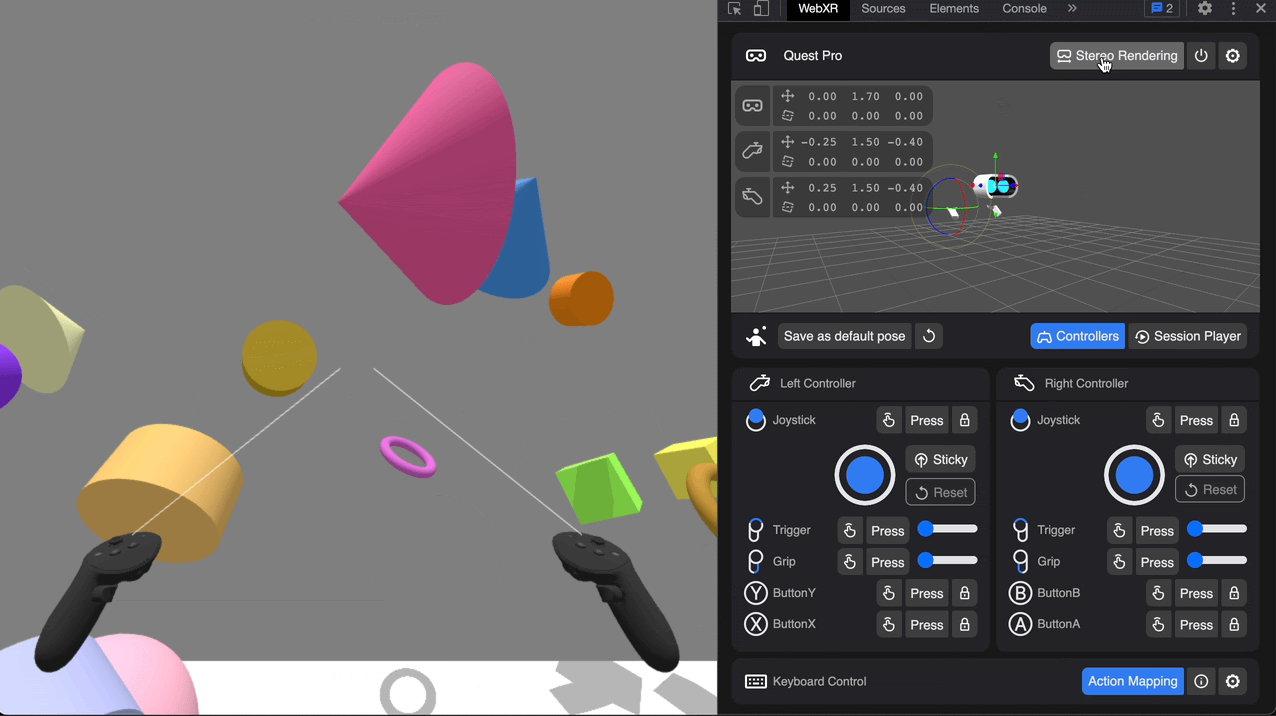 WebXR Sources Elements Console » 2
Quest Pro Stereo Rendering
0.00 1.70 0.00
0.00 0.00 0.00
-0.25 1.50 -0.40
0.00 0.00 0.00
0.25 1.50 -0.40
0.00 0.00 0.00
Save as default pose Controllers Session Player
Left Controller
Joystick Press
Sticky
Reset
Trigger Press
Grip Press
Y ButtonY Press
X ButtonX Press
Right Controller
Joystick Press
Sticky
Reset
Trigger Press
Grip Press
B ButtonB Press
A ButtonA Press
Keyboard Control Action Mapping